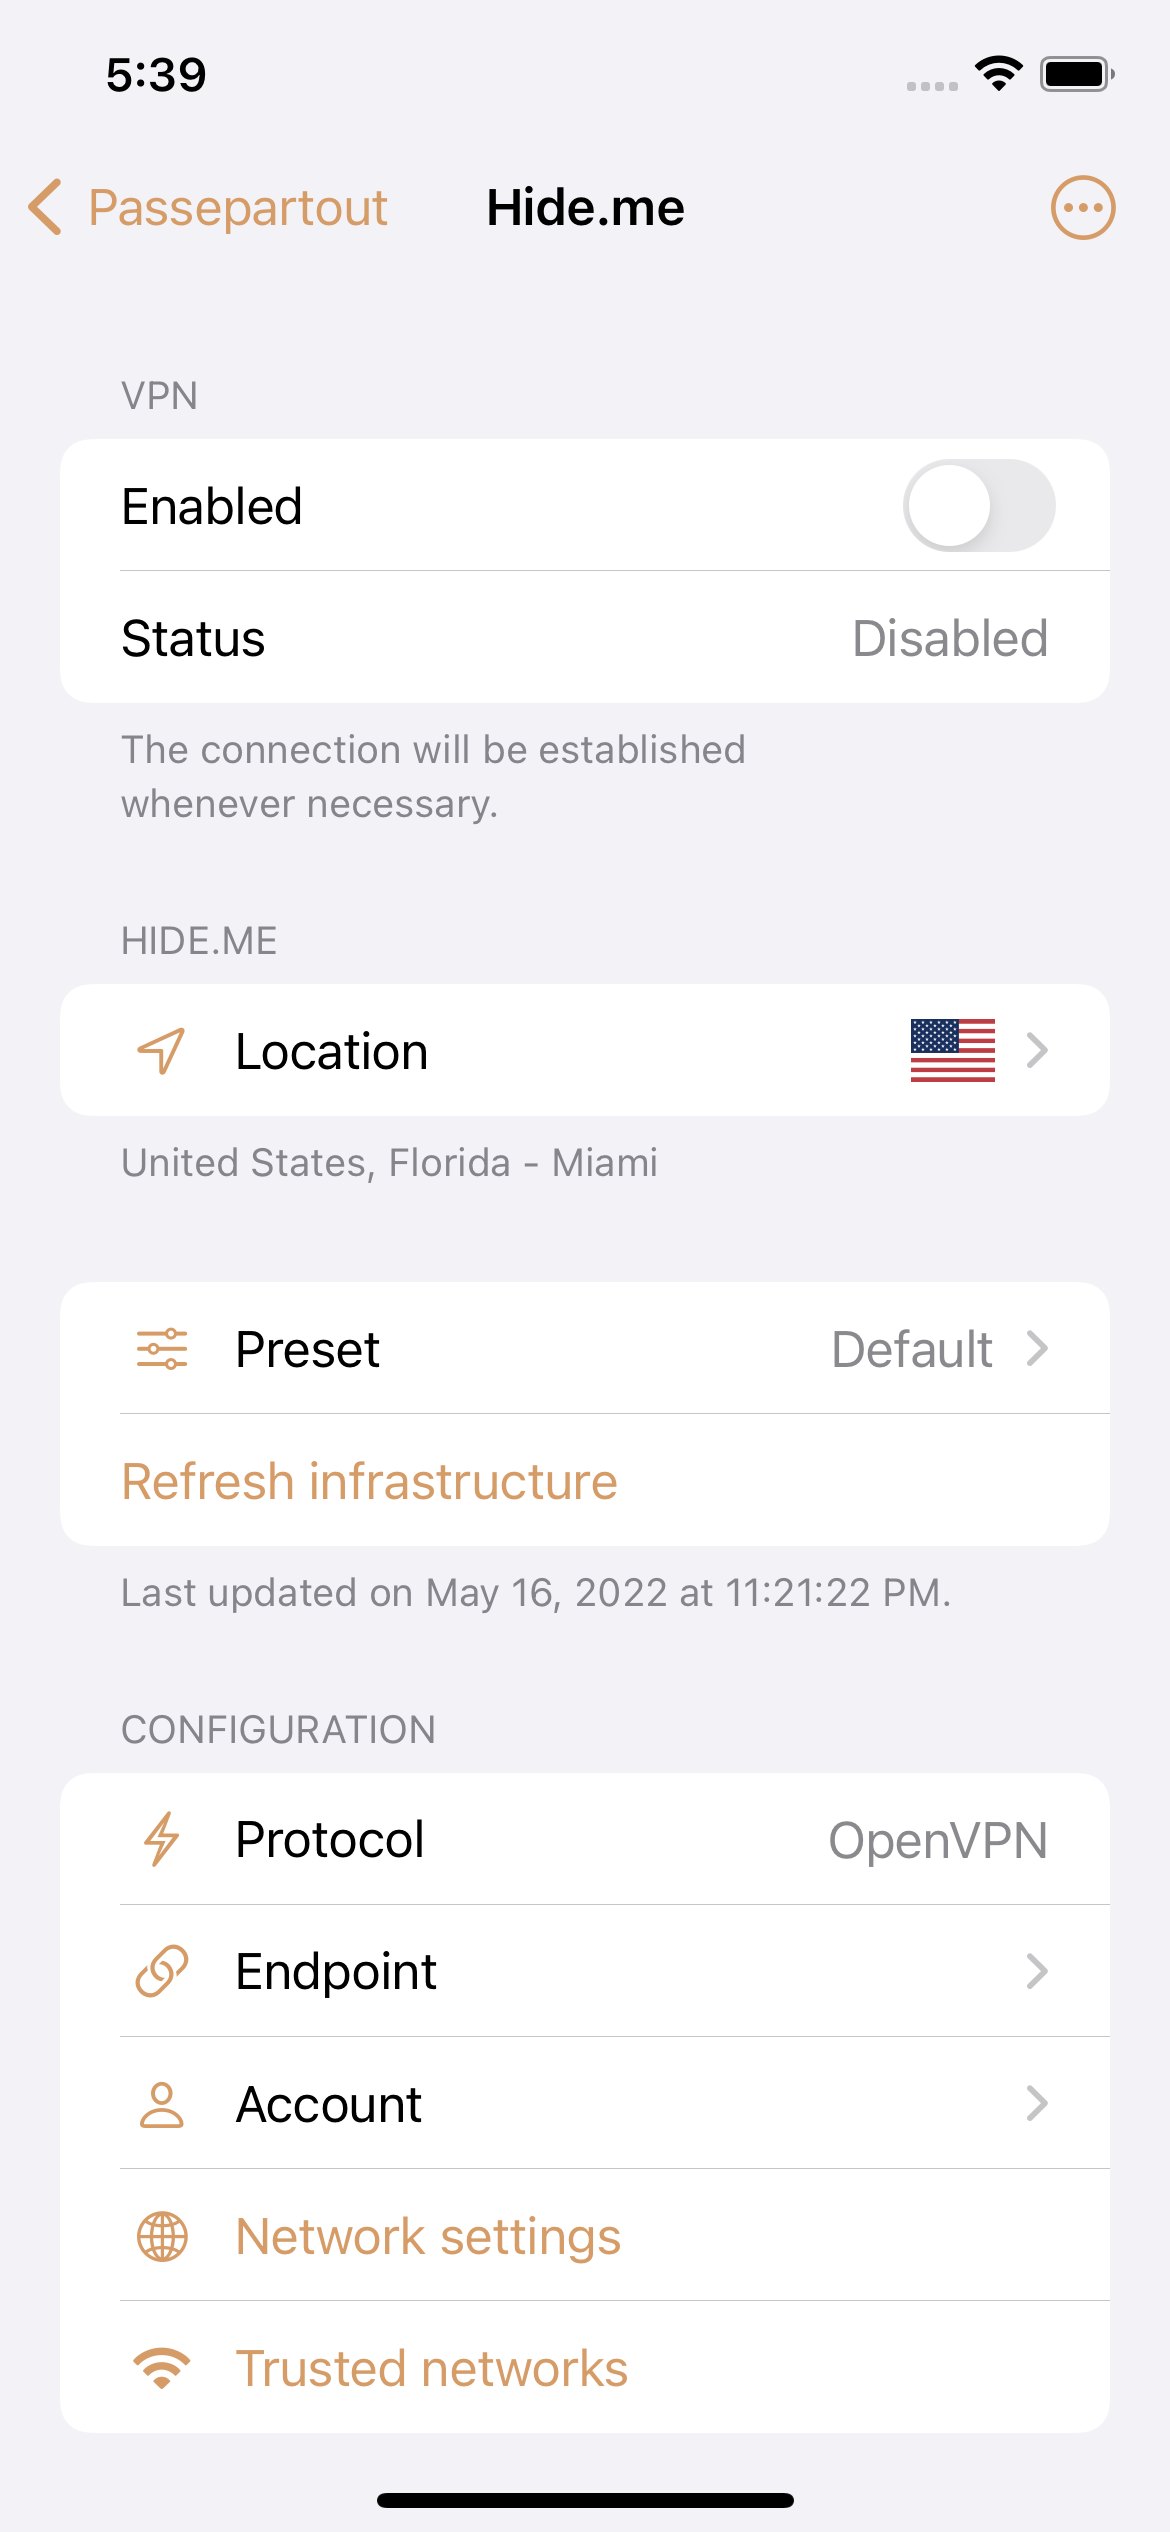 5:39
Passepartout
Hide.me
VPN
Enabled
Status
Disabled
The connection will be established
whenever necessary.
HIDE.ME
Location
United States, Florida - Miami
Preset
Default
Refresh infrastructure
Last updated on May 16, 2022 at 11:21:22 PM.
CONFIGURATION
Protocol
OpenVPN
Endpoint
Account
Network settings
Trusted networks